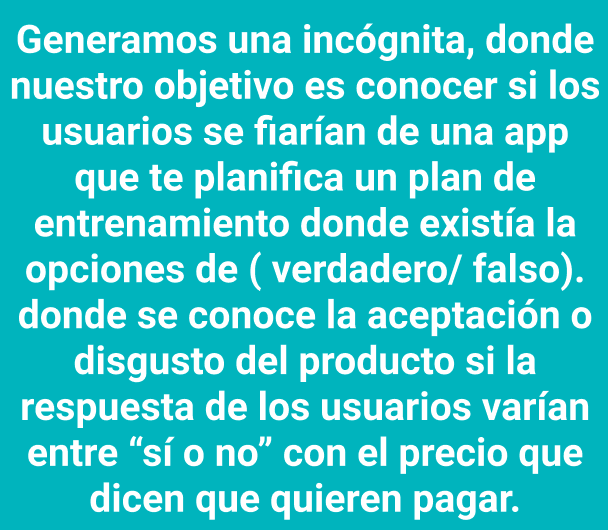 Generamos una incógnita, donde
nuestro objetivo es conocer si los
usuarios se fiarían de una app
que te planifica un plan de
entrenamiento donde existía la
opciones de ( verdadero/ falso).
donde se conoce la aceptación o
disgusto del producto si la
respuesta de los usuarios varían
entre “sí o no” con el precio que
dicen que quieren pagar.